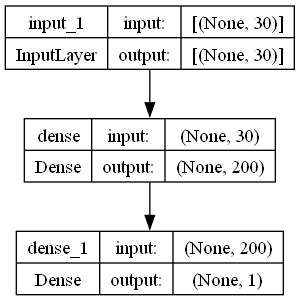 input_1 input: [(None, 30)]
InputLayer output: [(None, 30)]
dense input: (None, 30)
Dense output: (None, 200)
dense_1 input: (None, 200)
Dense output: (None, 1)